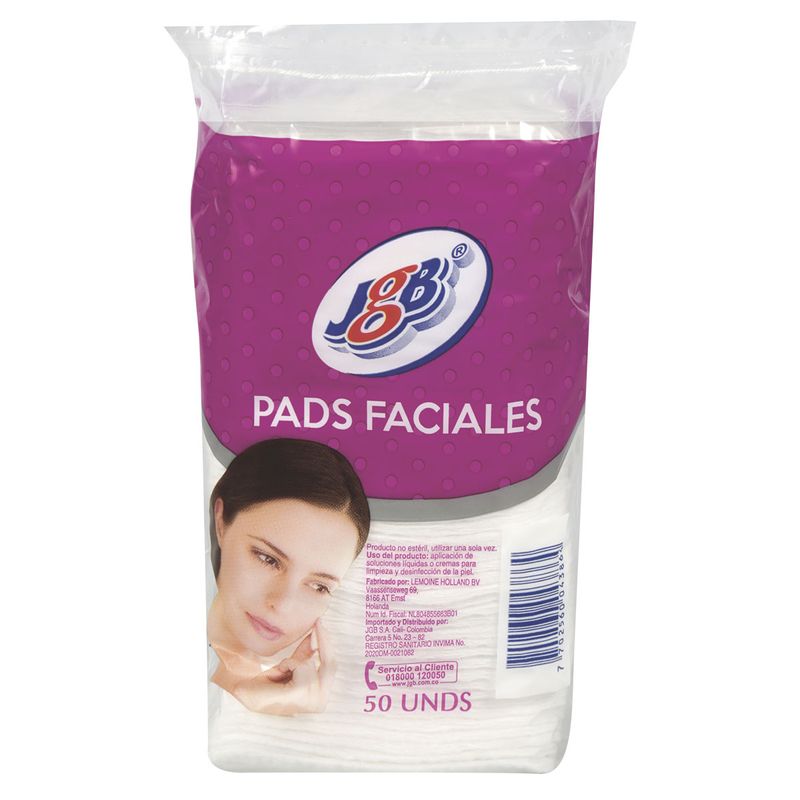 JgB®
PADS FACIALES
Producto no estéril, utilizar una sola vez.
Uso del producto: aplicación de
soluciones líquidas o cremas para
limpieza y desinfección de la piel.
Fabricado por: LEMOINE HOLLAND BV
Vaassenseweg 69,
8166 AT Emst
Holanda
Num Id. Fiscal: NL804855663B01
Importado y Distribuido por:
JGB S.A. Cali- Colombia
Carrera 5 No. 23 - 82
REGISTRO SANITARIO INVIMA No.
2020DM-0021082
Servicio al Cliente
018000 120050
www.jgb.com.co
50 UNDS